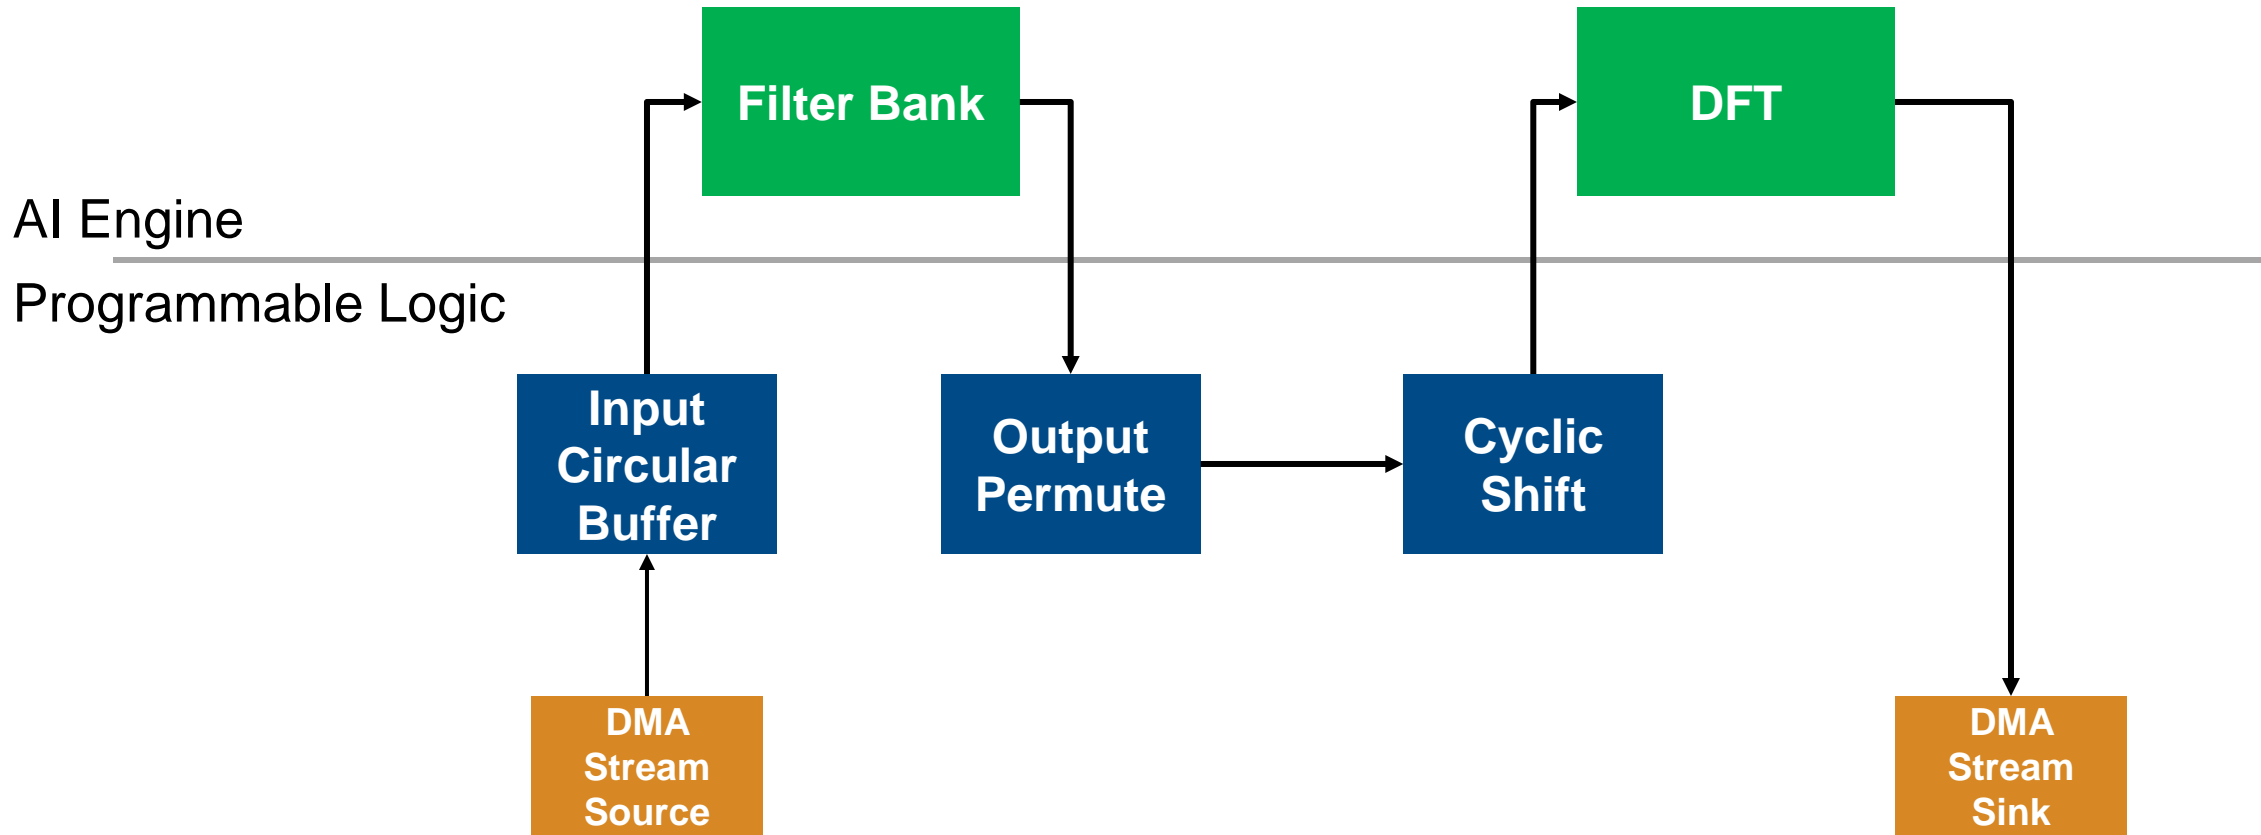 Filter Bank
DFT
AI Engine
Programmable Logic
Input
Circular
Buffer
Output
Permute
Cyclic
Shift
DMA
Stream
Source
DMA
Stream
Sink